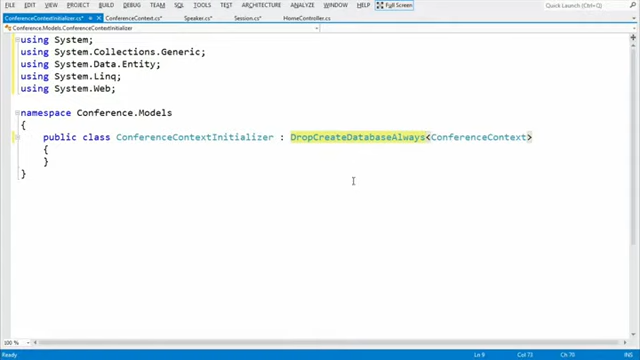 FILE EDIT VIEW PROJECT BUILD DEBUG TEAM SQL TOOLS TEST ARCHITECTURE ANALYZE WINDOW HELP Full Screen Quick Launch (Ctrl+Q)
ConferenceContextInitializer.cs* ConferenceContext.cs* Speaker.cs* Session.cs* HomeController.cs
Conference.Models.ConferenceContextInitializer
using System;
using System.Collections.Generic;
using System.Data.Entity;
using System.Linq;
using System.Web;
namespace Conference.Models
{
public class ConferenceContextInitializer : DropCreateDatabaseAlways<ConferenceContext>
{
}
}
100 %
Ready Ln 9 Col 73 Ch 70 INS